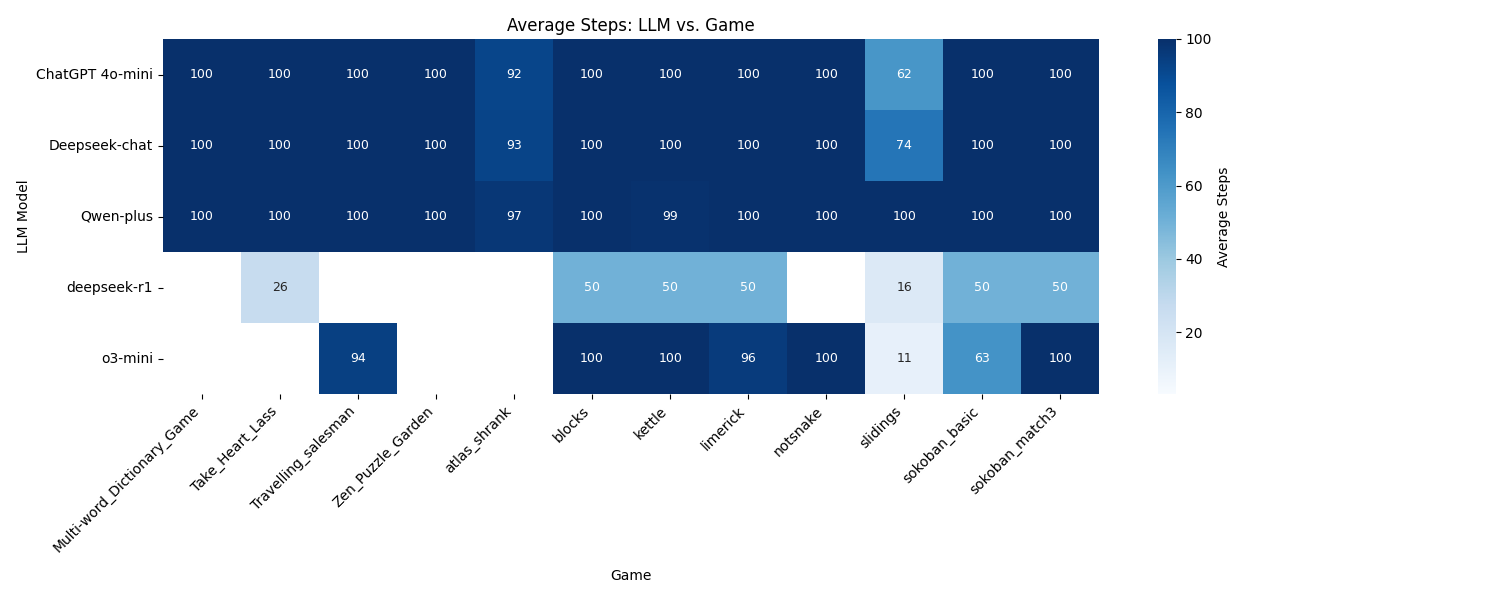 Average Steps: LLM vs. Game
LLM Model
ChatGPT 4o-mini 100 100 100 100 92 100 100 100 100 62 100 100
Deepseek-chat 100 100 100 100 93 100 100 100 100 74 100 100
Qwen-plus 100 100 100 100 97 100 99 100 100 100 100 100
deepseek-r1 26 50 50 50 16 50 50
o3-mini 94 100 100 96 100 11 63 100
Multi-word_Dictionary_Game
Take_Heart_Lass
Travelling_salesman
Zen_Puzzle_Garden
atlas_shrank
blocks
kettle
limerick
notsnake
slidings
sokoban_basic
sokoban_match3
Game
100
80
60
40
20
Average Steps